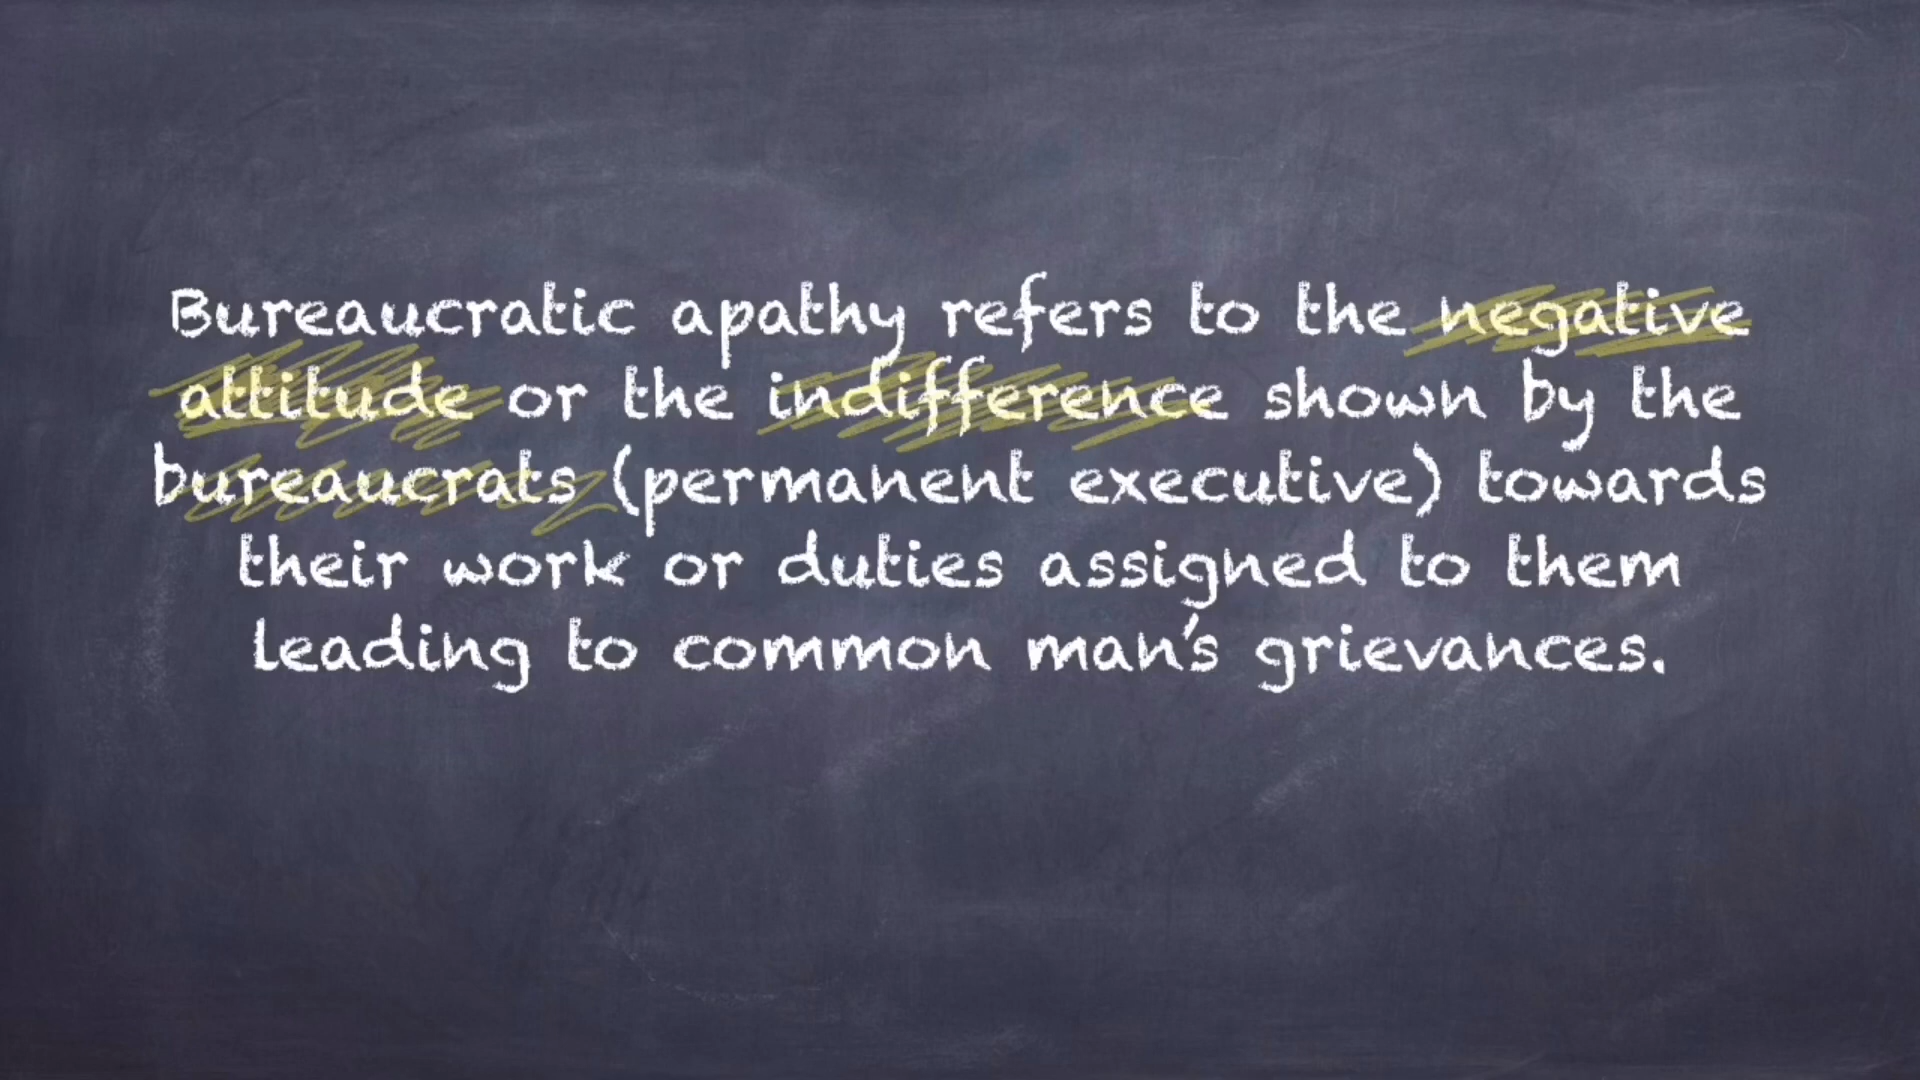 Bureaucratic apathy refers to the negative
attitude or the indifference shown by the
bureaucrats (permanent executive) towards
their work or duties assigned to them
leading to common man's grievances.